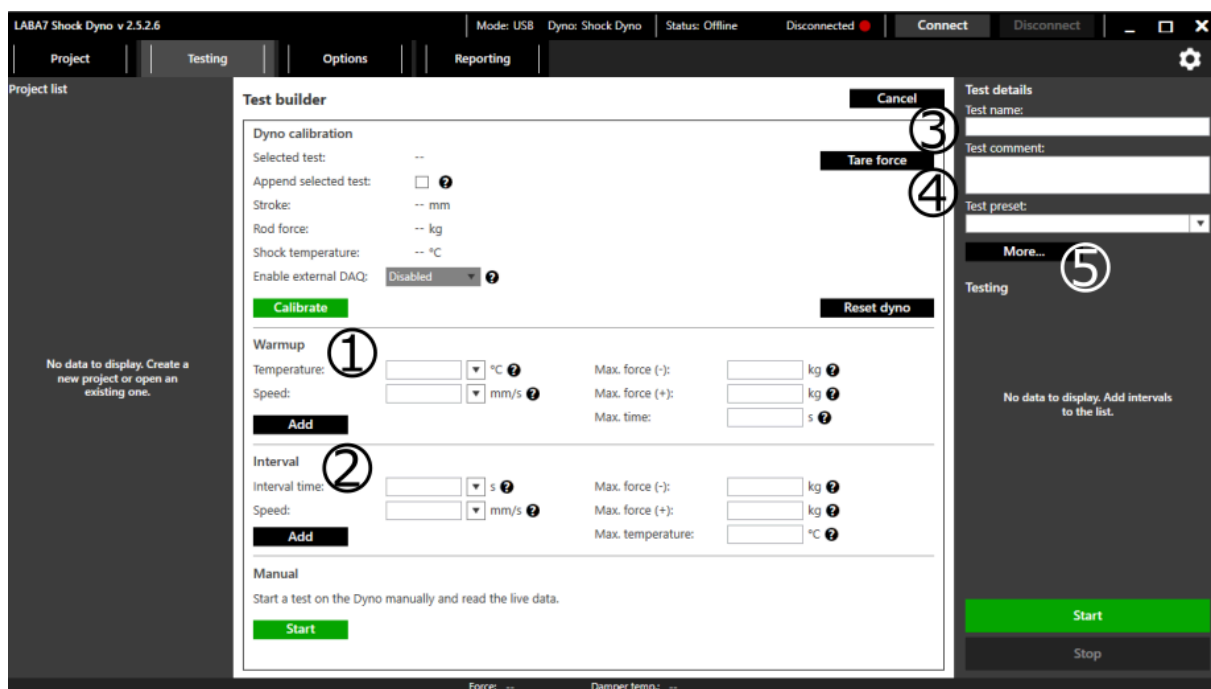 LABA7 Shock Dyno v 2.5.2.6 Mode: USB Dyno: Shock Dyno Status: Offline Disconnected Connect Disconnect
Project Testing Options Reporting
Project list
No data to display. Create a
new project or open an
existing one.
Test builder Cancel
Dyno calibration
Selected test: -- Tare force
Append selected test: ?
Stroke: -- mm
Rod force: -- kg
Shock temperature: -- °C
Enable external DAQ: Disabled ?
Calibrate Reset dyno
Warmup ①
Temperature: °C ? Max. force (-): kg ?
Speed: mm/s ? Max. force (+): kg ?
Add Max. time: s ?
Interval ②
Interval time: s ? Max. force (-): kg ?
Speed: mm/s ? Max. force (+): kg ?
Add Max. temperature: °C ?
Manual
Start a test on the Dyno manually and read the live data.
Start
Test details
③ Test name:
Test comment:
④ Test preset:
More... ⑤
Testing
No data to display. Add intervals
to the list.
Start
Stop
Force: -- Damper temp.: --